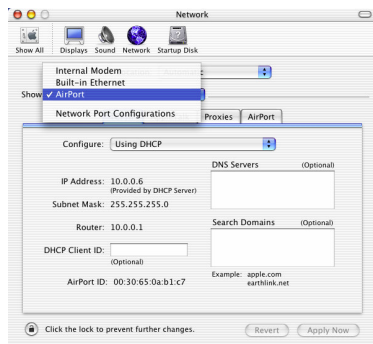 Network
Show All Displays Sound Network Startup Disk
Internal Modem
Built-in Ethernet
Show ✓ AirPort
Network Port Configurations
Proxies AirPort
Configure: Using DHCP
DNS Servers (Optional)
IP Address: 10.0.0.6
(Provided by DHCP Server)
Subnet Mask: 255.255.255.0
Router: 10.0.0.1
Search Domains (Optional)
DHCP Client ID:
(Optional)
Example: apple.com
earthlink.net
AirPort ID: 00:30:65:0a:b1:c7
Click the lock to prevent further changes.
Revert Apply Now